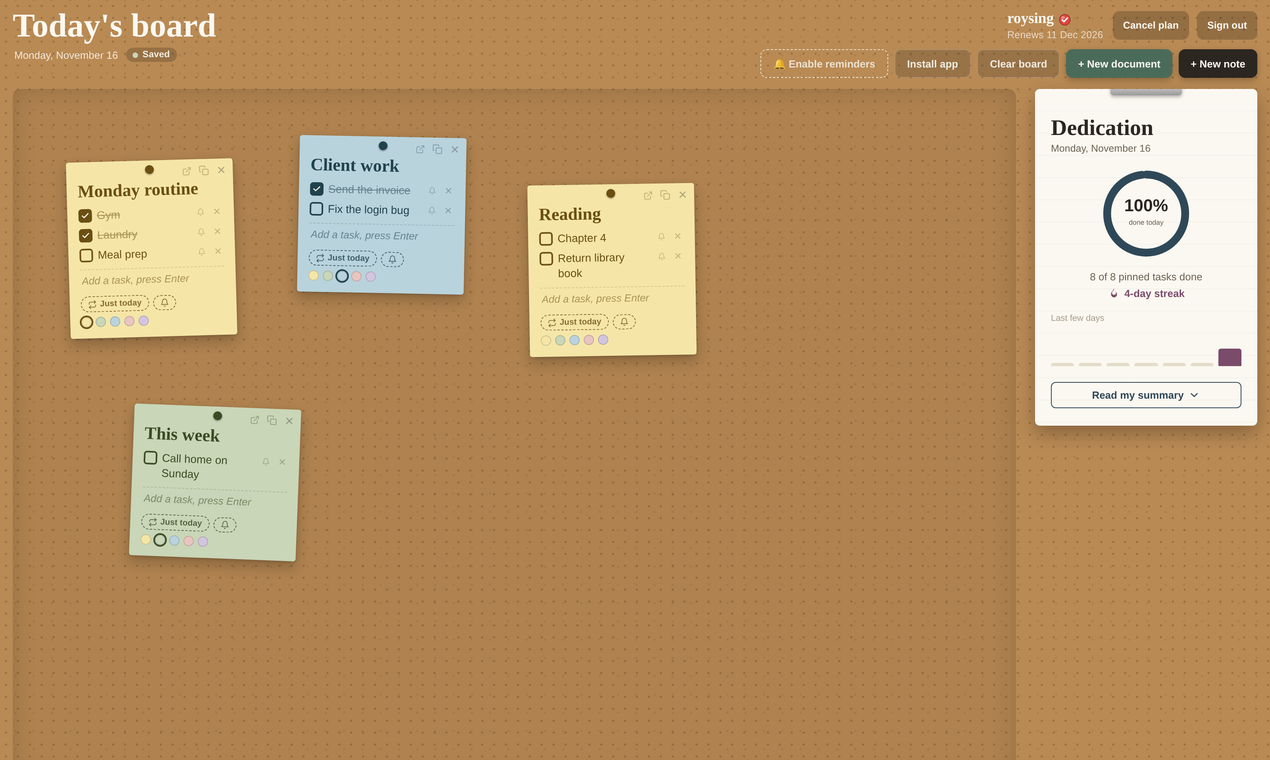 Today's board
Monday, November 16
Saved
roysing
Renews 11 Dec 2026
Cancel plan
Sign out
🔔 Enable reminders
Install app
Clear board
+ New document
+ New note
Monday routine
Gym
Laundry
Meal prep
Add a task, press Enter
Just today
Client work
Send the invoice
Fix the login bug
Add a task, press Enter
Just today
Reading
Chapter 4
Return library
book
Add a task, press Enter
Just today
This week
Call home on
Sunday
Add a task, press Enter
Just today
Dedication
Monday, November 16
100%
done today
8 of 8 pinned tasks done
4-day streak
Last few days
Read my summary